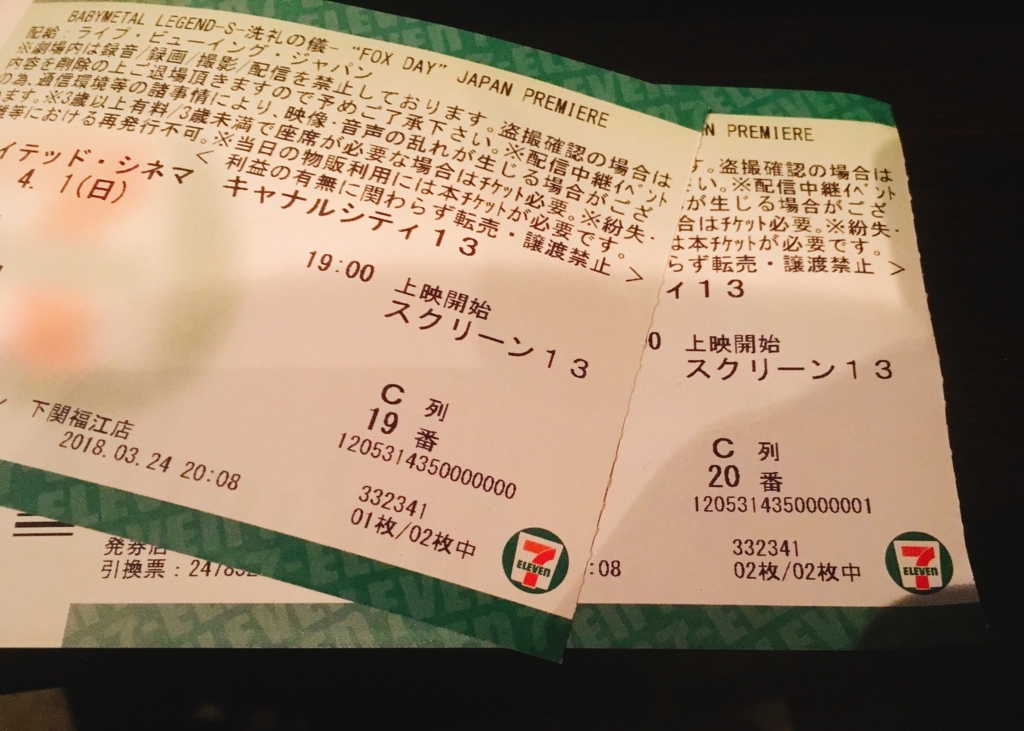 BABYMETAL LEGEND-S-洗礼の儀- "FOX DAY" JAPAN PREMIERE
配給:ライブ・ビューイング・ジャパン
※劇場内は録音/録画/撮影/配信を禁止しております。盗撮確認の場合は
内容を削除の上ご退場頂きますので予めご了承下さい。※配信中継イベント
の為、通信環境等の諸事情により、映像・音声の乱れが生じる場合がござ
ます。※3歳以上有料/3歳未満で座席が必要な場合はチケット必要。※紛失・
等における再発行不可。※当日の物販利用には本チケットが必要です。
<利益の有無に関わらず転売・譲渡禁止>
イテッド・シネマ キャナルシティ13
4. 1(日)
19:00 上映開始
スクリーン13
C 列
19 番
1205314350000000
下関福江店
2018.03.24 20:08
332341
01枚/02枚中
7
ELEVEN
N PREMIERE
す。盗撮確認の場合は
い。※配信中継イベント
が生じる場合がござ
合はチケット必要。※紛失・
は本チケットが必要です。
らず転売・譲渡禁止>
ィ13
0 上映開始
スクリーン13
C 列
20 番
1205314350000001
332341
02枚/02枚中
:08
7
ELEVEN
発券店
引換票:247832